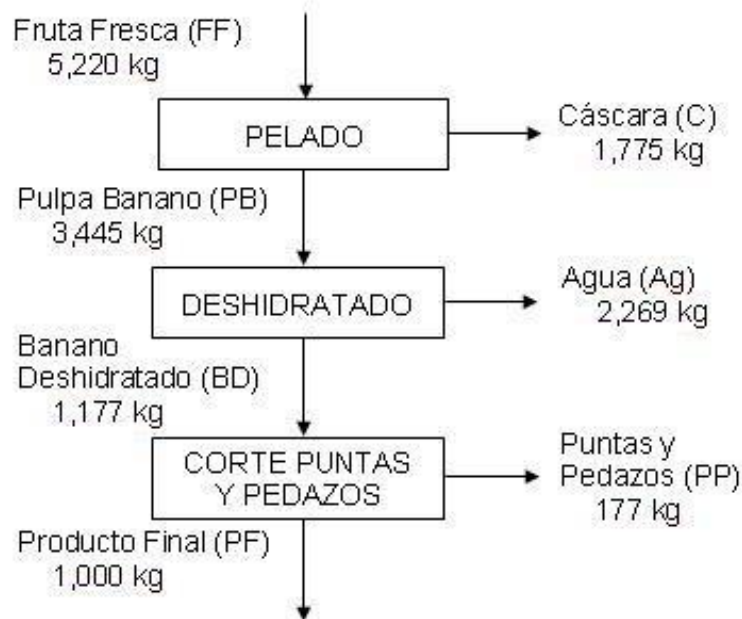 Fruta Fresca (FF)
5,220 kg
PELADO
Cáscara (C)
1,775 kg
Pulpa Banano (PB)
3,445 kg
DESHIDRATADO
Agua (Ag)
2,269 kg
Banano
Deshidratado (BD)
1,177 kg
CORTE PUNTAS
Y PEDAZOS
Puntas y
Pedazos (PP)
177 kg
Producto Final (PF)
1,000 kg